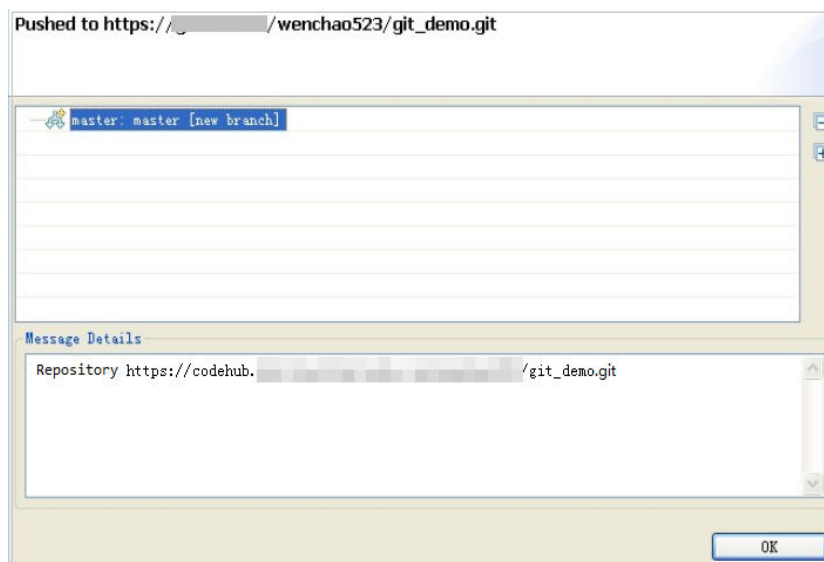 Pushed to https://g /wenchao523/git_demo.git
master: master [new branch]
Message Details
Repository https://codehub. /git_demo.git
OK